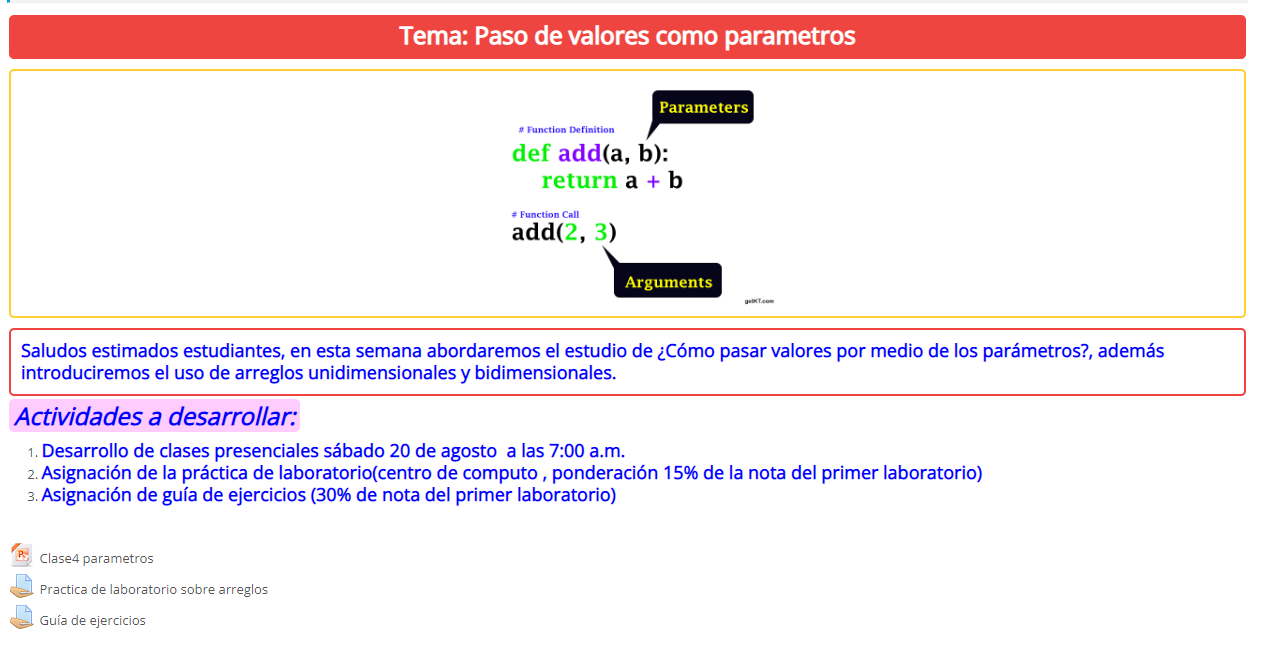 Tema: Paso de valores como parametros
Parameters
# Function Definition
def add(a, b):
return a + b
# Function Call
add(2, 3)
Arguments
getKT.com
Saludos estimados estudiantes, en esta semana abordaremos el estudio de ¿Cómo pasar valores por medio de los parámetros?, además
introduciremos el uso de arreglos unidimensionales y bidimensionales.
Actividades a desarrollar:
1. Desarrollo de clases presenciales sábado 20 de agosto a las 7:00 a.m.
2. Asignación de la práctica de laboratorio(centro de computo , ponderación 15% de la nota del primer laboratorio)
3. Asignación de guía de ejercicios (30% de nota del primer laboratorio)
Clase4 parametros
Practica de laboratorio sobre arreglos
Guía de ejercicios